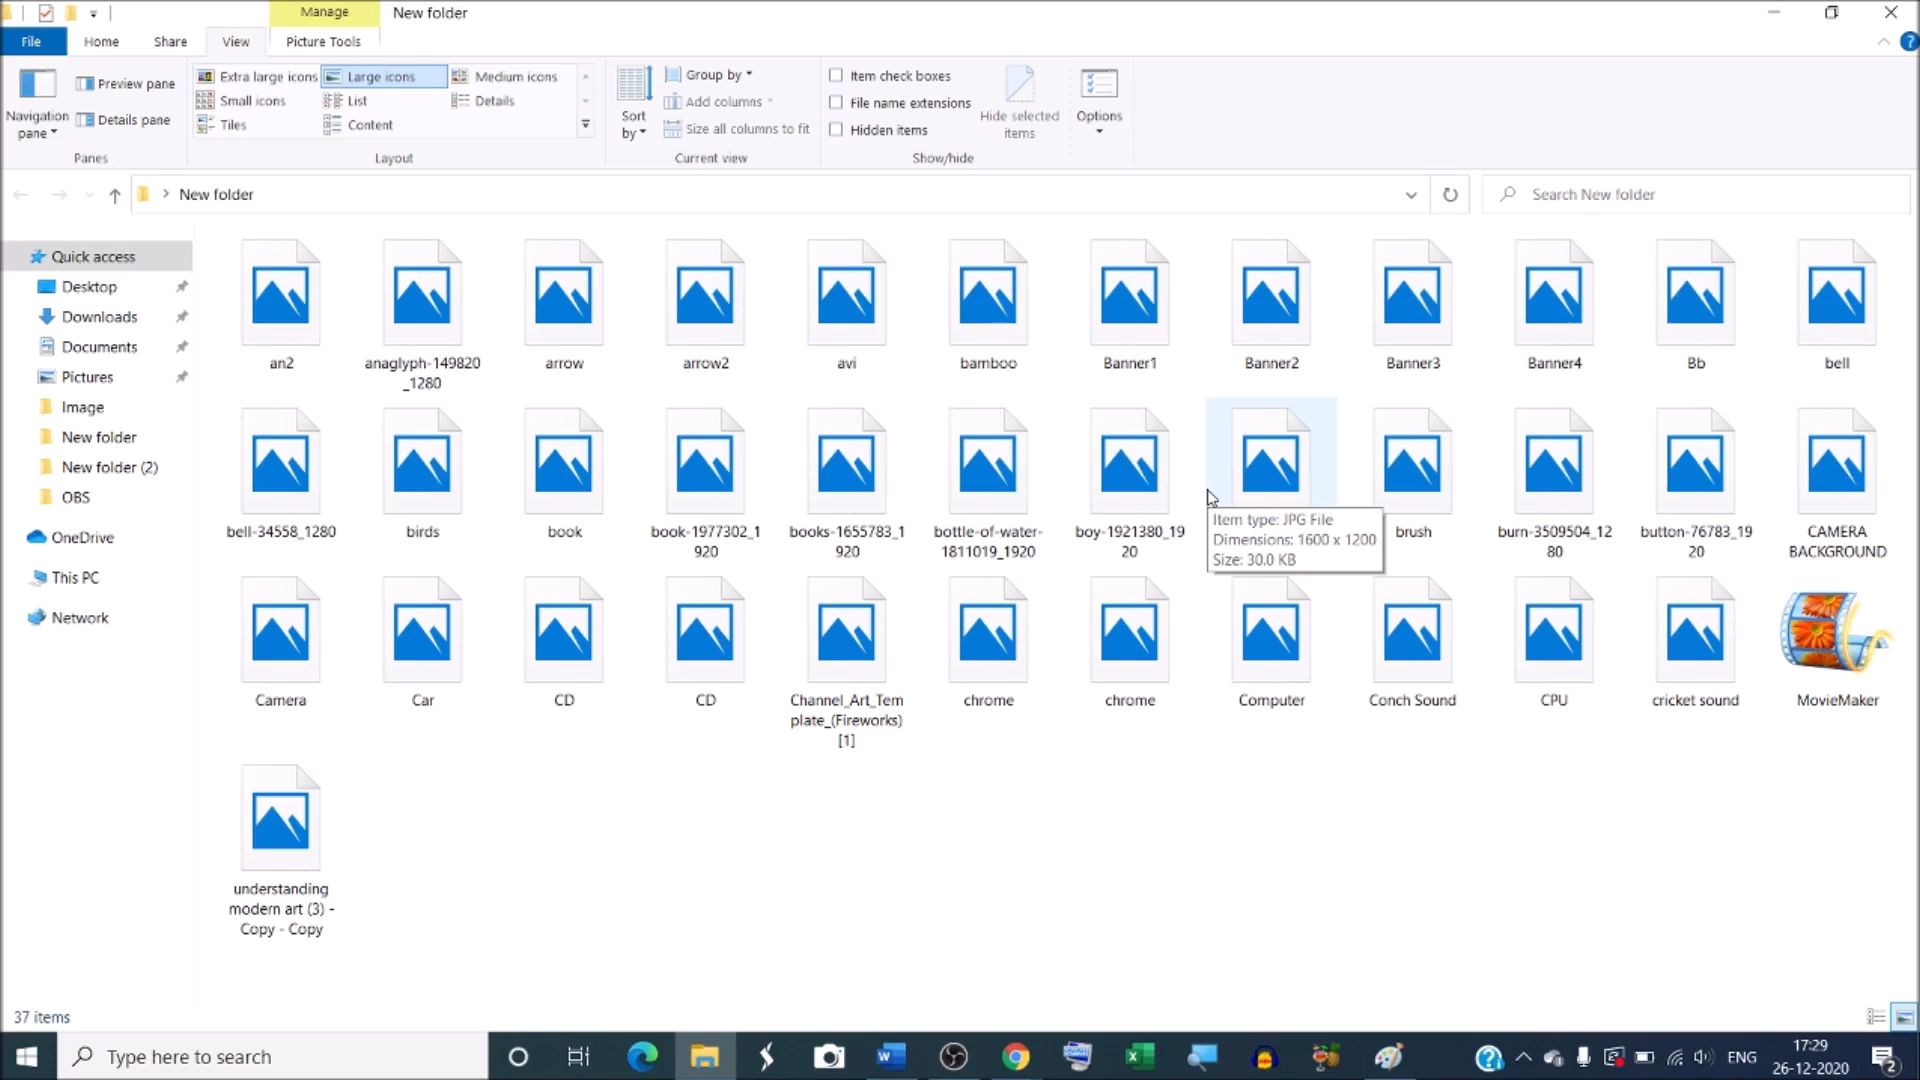 Manage
New folder
File
Home
Share
View
Picture Tools
Navigation
pane
Preview pane
Details pane
Panes
Extra large icons
Large icons
Medium icons
Small icons
List
Details
Tiles
Content
Layout
Sort
by
Group by
Add columns
Size all columns to fit
Current view
Item check boxes
File name extensions
Hidden items
Hide selected
items
Show/hide
Options
New folder
Search New folder
Quick access
Desktop
Downloads
Documents
Pictures
Image
New folder
New folder (2)
OBS
OneDrive
This PC
Network
an2
anaglyph-149820
_1280
arrow
arrow2
avi
bamboo
Banner1
Banner2
Banner3
Banner4
Bb
bell
bell-34558_1280
birds
book
book-1977302_1
920
books-1655783_1
920
bottle-of-water-
1811019_1920
boy-1921380_19
20
Item type: JPG File
Dimensions: 1600 x 1200
Size: 30.0 KB
brush
burn-3509504_12
80
button-76783_19
20
CAMERA
BACKGROUND
Camera
Car
CD
CD
Channel_Art_Tem
plate_(Fireworks)
[1]
chrome
chrome
Computer
Conch Sound
CPU
cricket sound
MovieMaker
understanding
modern art (3) -
Copy - Copy
37 items
Type here to search
ENG
17:29
26-12-2020
2